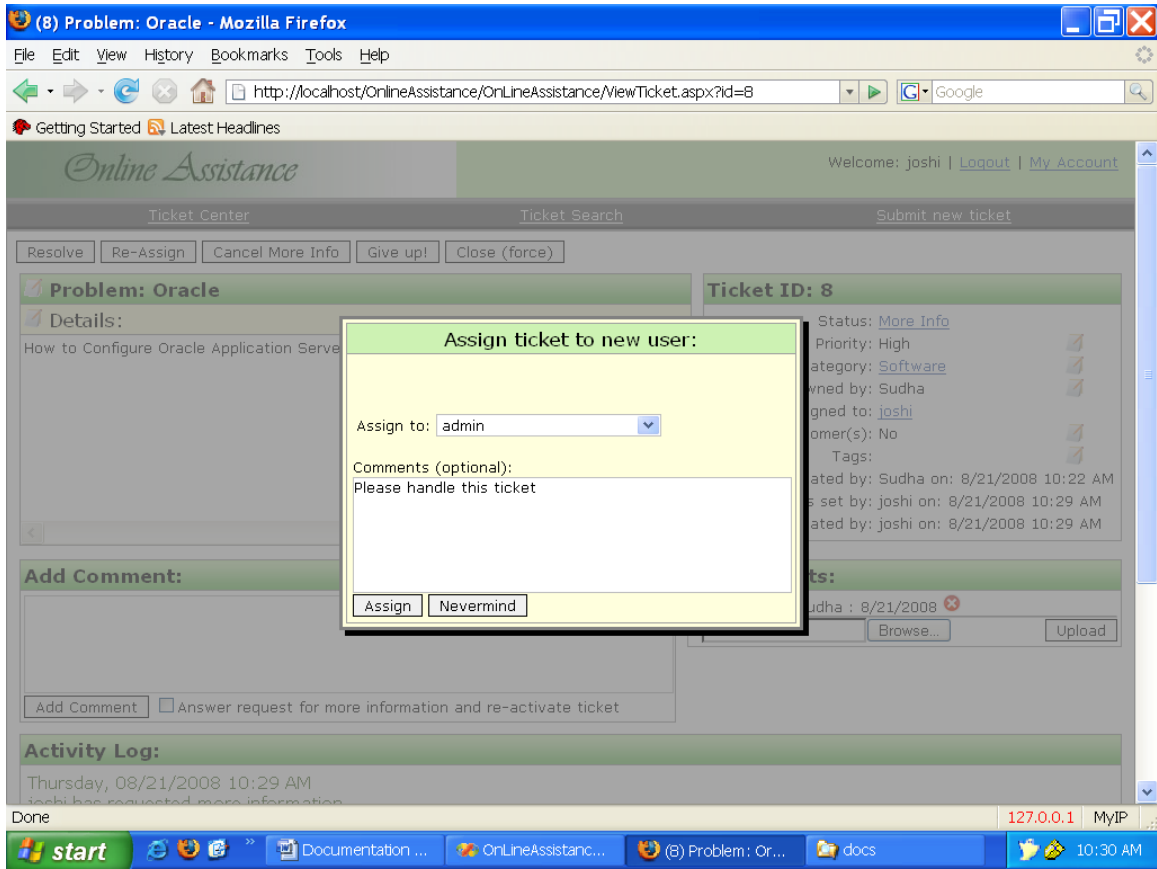 (8) Problem: Oracle - Mozilla Firefox
File Edit View History Bookmarks Tools Help
http://localhost/OnlineAssistance/OnLineAssistance/ViewTicket.aspx?id=8
G Google
Getting Started Latest Headlines
Online Assistance
Welcome: joshi | Logout | My Account
Ticket Center Ticket Search Submit new ticket
Resolve Re-Assign Cancel More Info Give up! Close (force)
Problem: Oracle
Details:
How to Configure Oracle Application Serve
Ticket ID: 8
Status: More Info
Priority: High
ategory: Software
wned by: Sudha
gned to: joshi
omer(s): No
Tags:
ated by: Sudha on: 8/21/2008 10:22 AM
s set by: joshi on: 8/21/2008 10:29 AM
ated by: joshi on: 8/21/2008 10:29 AM
Assign ticket to new user:
Assign to: admin
Comments (optional):
Please handle this ticket
Assign Nevermind
Add Comment:
Add Comment Answer request for more information and re-activate ticket
ts:
udha : 8/21/2008
Browse... Upload
Activity Log:
Thursday, 08/21/2008 10:29 AM
joshi has requested more information
Done
127.0.0.1 MyIP
start Documentation ... OnLineAssistanc... (8) Problem: Or... docs 10:30 AM